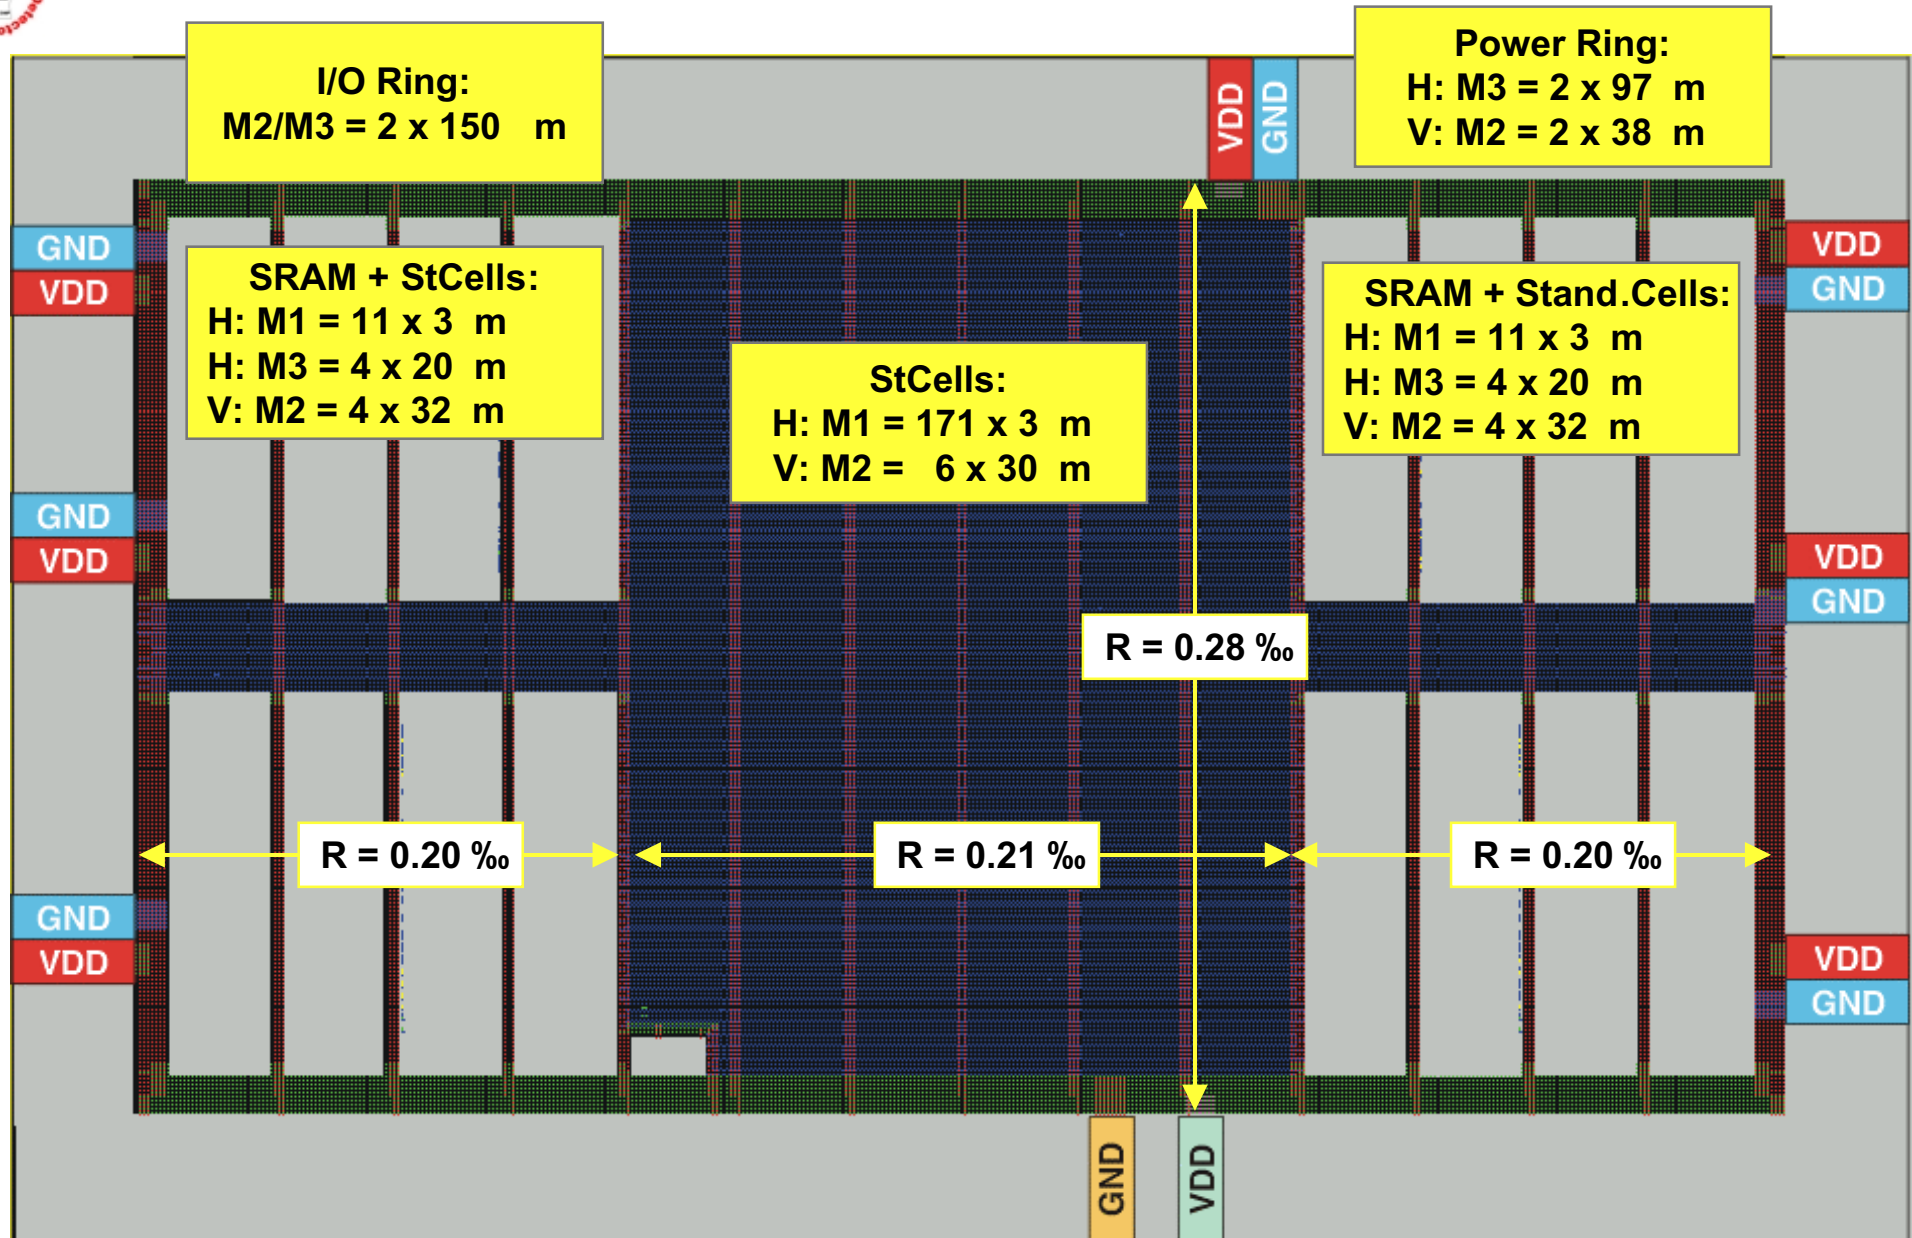 etecto
I/O Ring:
M2/M3 = 2 x 150 m
Power Ring:
H: M3 = 2 x 97 m
V: M2 = 2 x 38 m
VDD
GND
GND
VDD
VDD
GND
SRAM + StCells:
H: M1 = 11 x 3 m
H: M3 = 4 x 20 m
V: M2 = 4 x 32 m
SRAM + Stand.Cells:
H: M1 = 11 x 3 m
H: M3 = 4 x 20 m
V: M2 = 4 x 32 m
StCells:
H: M1 = 171 x 3 m
V: M2 = 6 x 30 m
GND
VDD
VDD
GND
R = 0.28 ‰
R = 0.20 ‰
R = 0.21 ‰
R = 0.20 ‰
GND
VDD
VDD
GND
GND
VDD